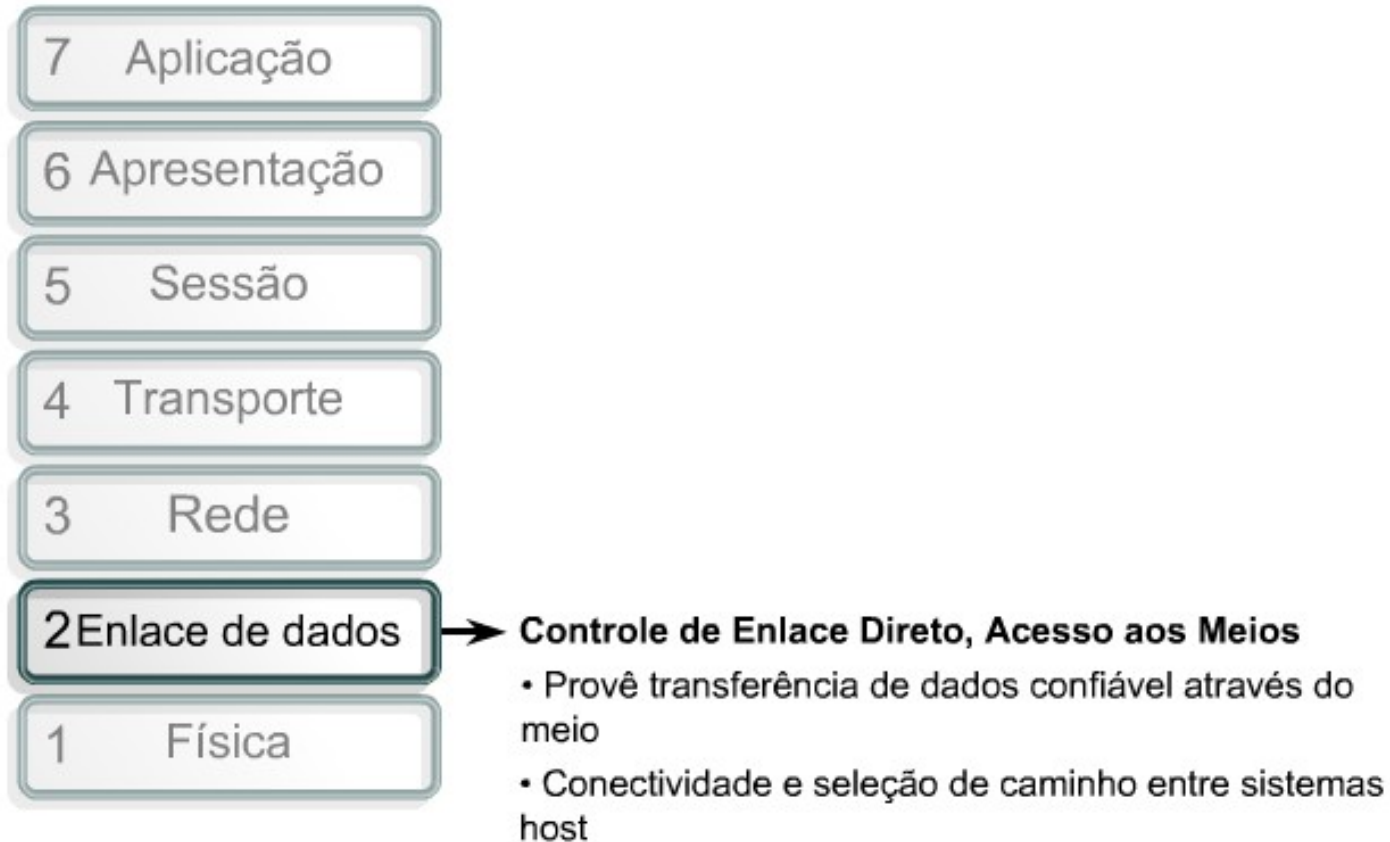 7 Aplicação
6 Apresentação
5 Sessão
4 Transporte
3 Rede
2 Enlace de dados
Controle de Enlace Direto, Acesso aos Meios
• Provê transferência de dados confiável através do
meio
• Conectividade e seleção de caminho entre sistemas
host
1 Física